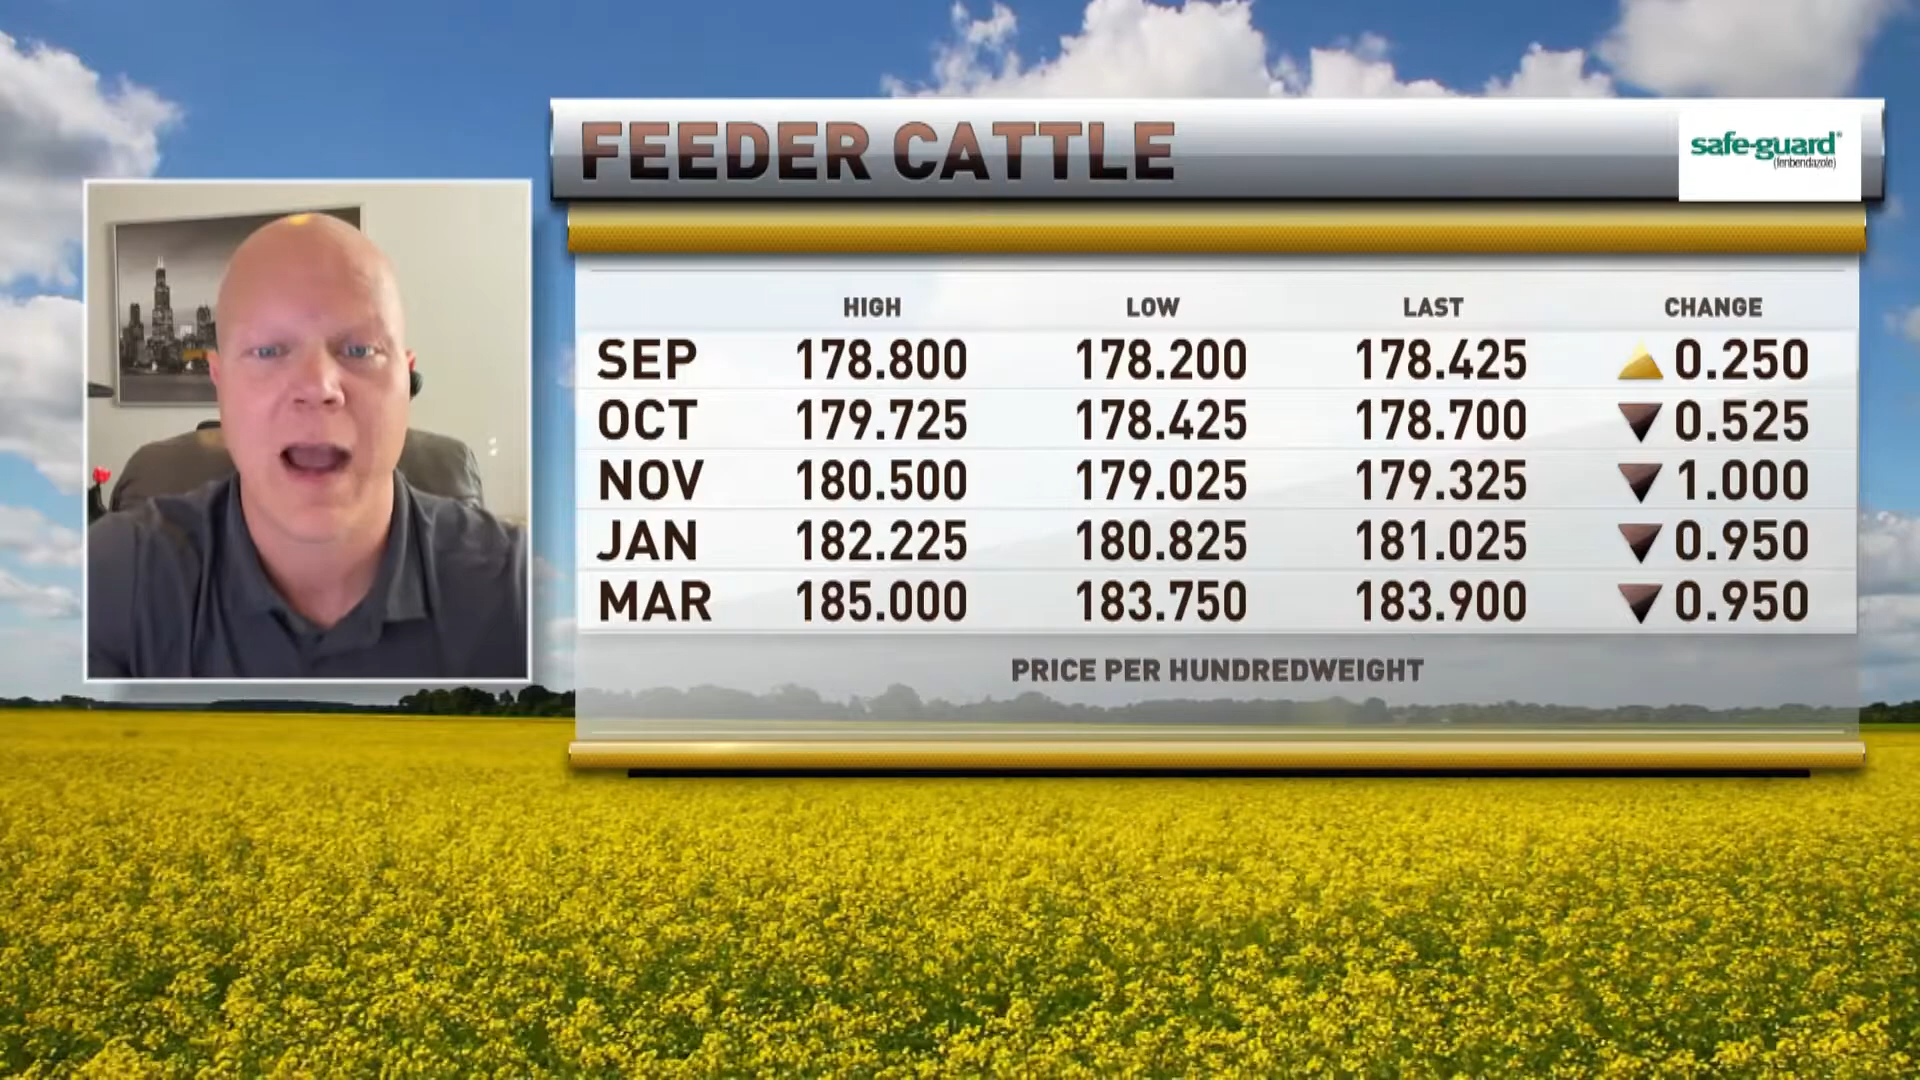 FEEDER CATTLE
safe-guard®
(fenbendazole)
HIGH LOW LAST CHANGE
SEP 178.800 178.200 178.425 0.250
OCT 179.725 178.425 178.700 0.525
NOV 180.500 179.025 179.325 1.000
JAN 182.225 180.825 181.025 0.950
MAR 185.000 183.750 183.900 0.950
PRICE PER HUNDREDWEIGHT